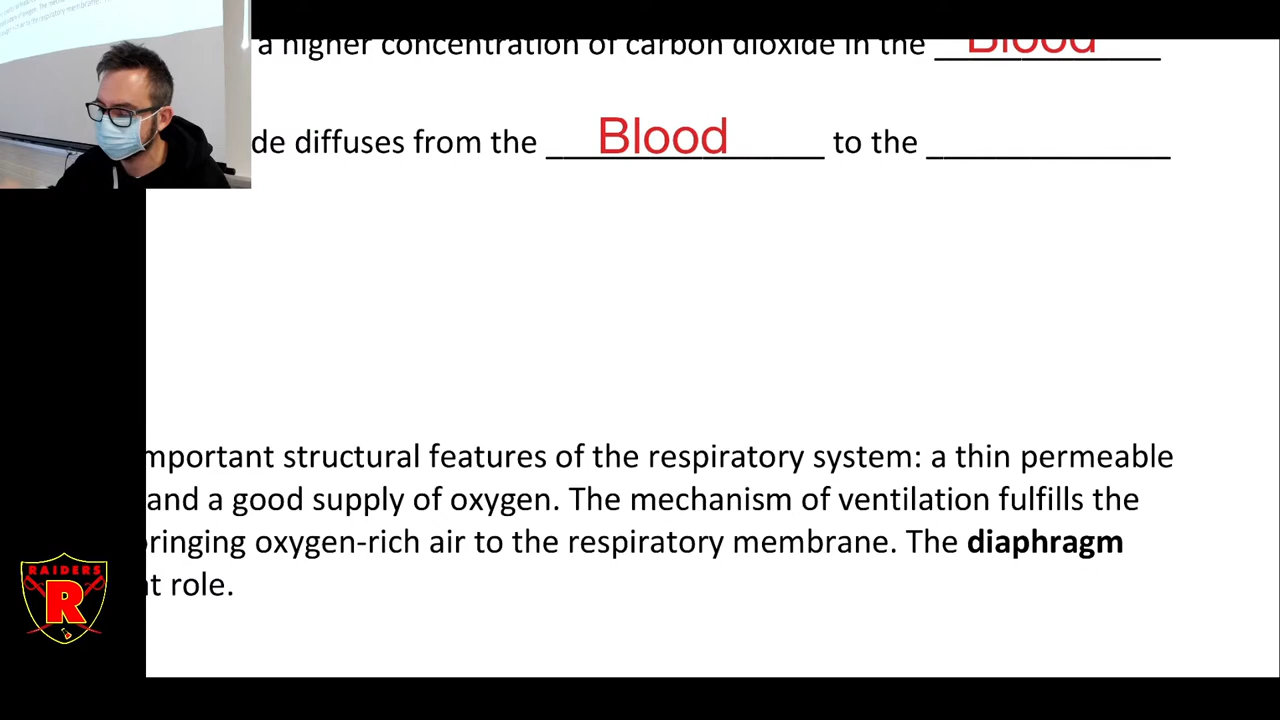 a higher concentration of carbon dioxide in the Blood
de diffuses from the Blood to the
mportant structural features of the respiratory system: a thin permeable
and a good supply of oxygen. The mechanism of ventilation fulfills the
bringing oxygen-rich air to the respiratory membrane. The diaphragm
t role.
RAIDERS
R